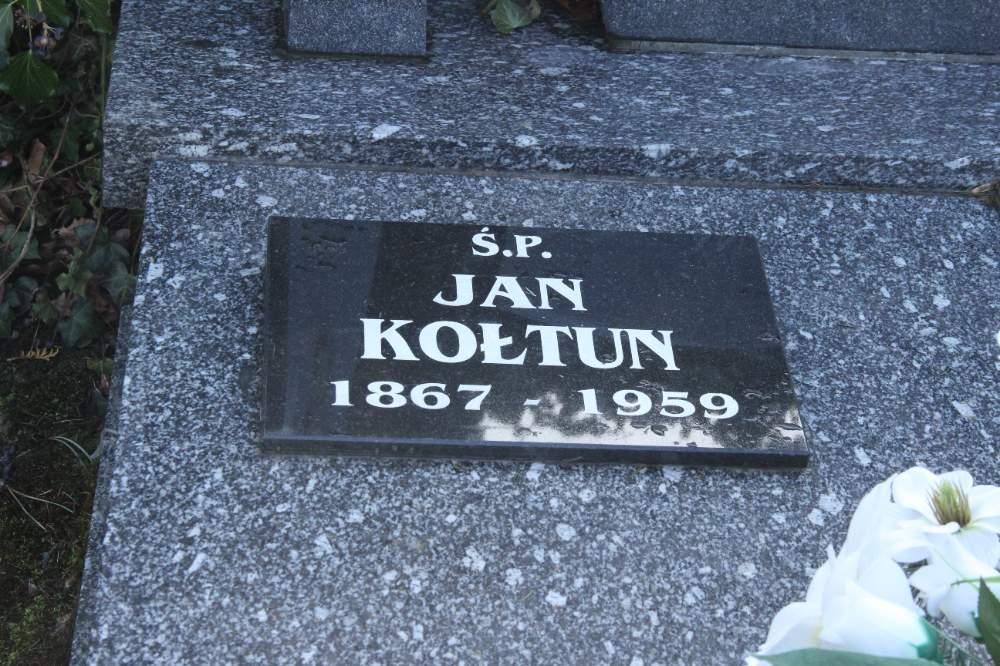 Ś.P.
JAN
KOŁTUN
1867 - 1959